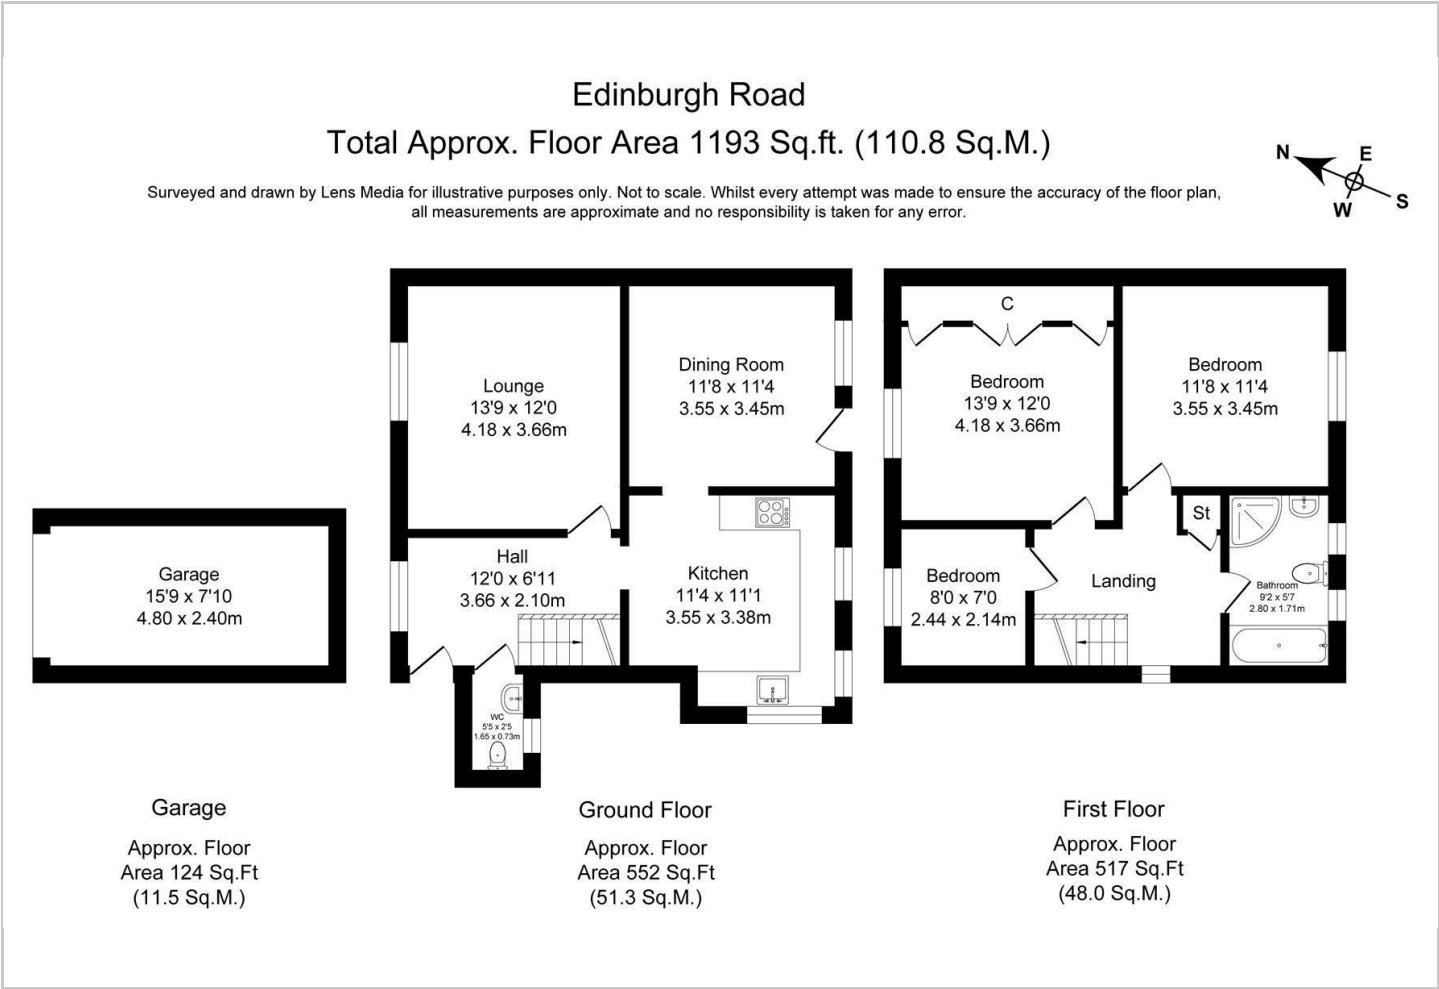 Edinburgh Road
Total Approx. Floor Area 1193 Sq.ft. (110.8 Sq.M.)
Surveyed and drawn by Lens Media for illustrative purposes only. Not to scale. Whilst every attempt was made to ensure the accuracy of the floor plan,
all measurements are approximate and no responsibility is taken for any error.
N
E
W
S
Garage
15'9 x 7'10
4.80 x 2.40m
Lounge
13'9 x 12'0
4.18 x 3.66m
Dining Room
11'8 x 11'4
3.55 x 3.45m
Hall
12'0 x 6'11
3.66 x 2.10m
Kitchen
11'4 x 11'1
3.55 x 3.38m
WC
5'5 x 2'5
1.65 x 0.73m
C
Bedroom
13'9 x 12'0
4.18 x 3.66m
Bedroom
11'8 x 11'4
3.55 x 3.45m
St
Bedroom
8'0 x 7'0
2.44 x 2.14m
Landing
Bathroom
9'2 x 5'7
2.80 x 1.71m
Garage
Approx. Floor
Area 124 Sq.Ft
(11.5 Sq.M.)
Ground Floor
Approx. Floor
Area 552 Sq.Ft
(51.3 Sq.M.)
First Floor
Approx. Floor
Area 517 Sq.Ft
(48.0 Sq.M.)